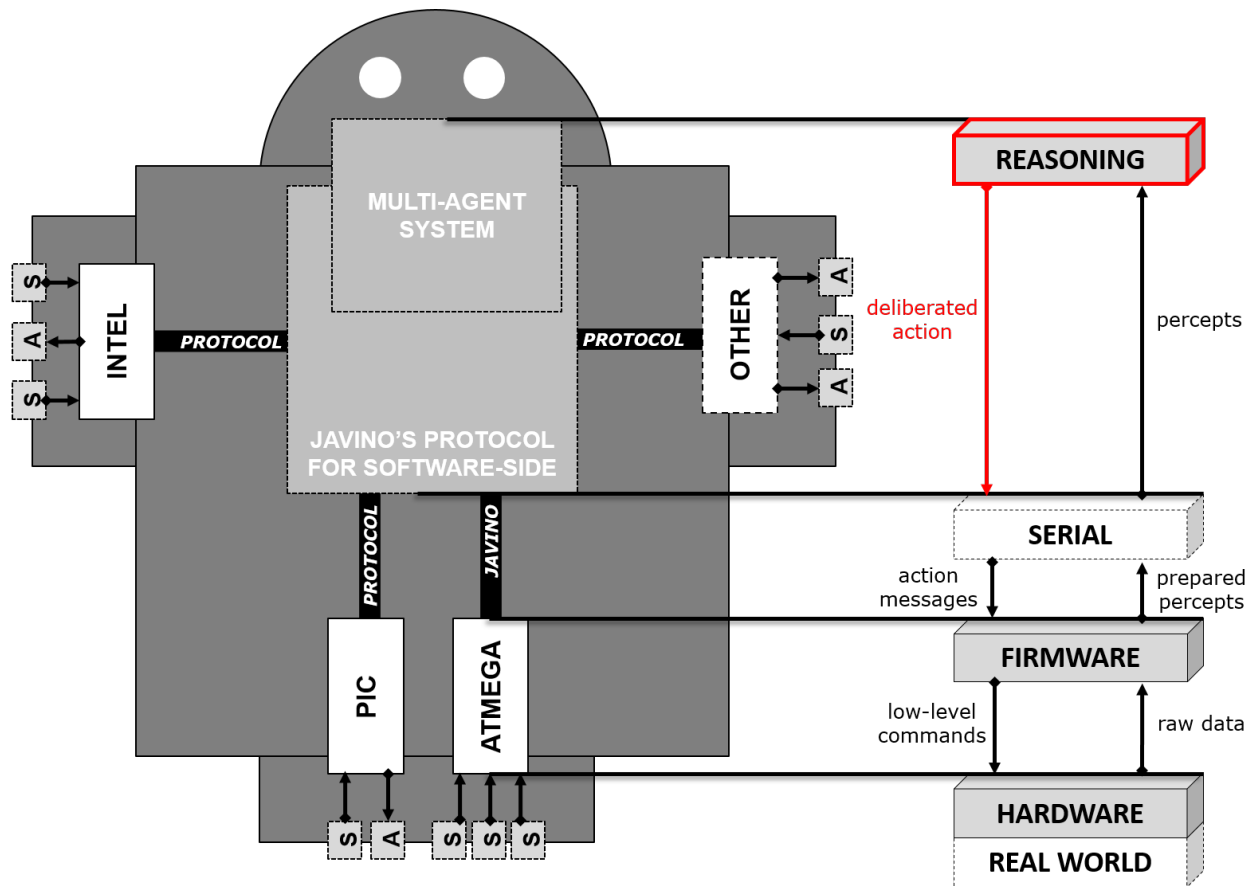 REASONING
MULTI-AGENT
SYSTEM
S
A
S
INTEL
PROTOCOL
PROTOCOL
OTHER
A
S
A
deliberated
action
percepts
JAVINO'S PROTOCOL
FOR SOFTWARE-SIDE
PROTOCOL
JAVINO
SERIAL
action
messages
prepared
percepts
PIC
ATMEGA
FIRMWARE
low-level
commands
raw data
S
A
S
S
S
HARDWARE
REAL WORLD